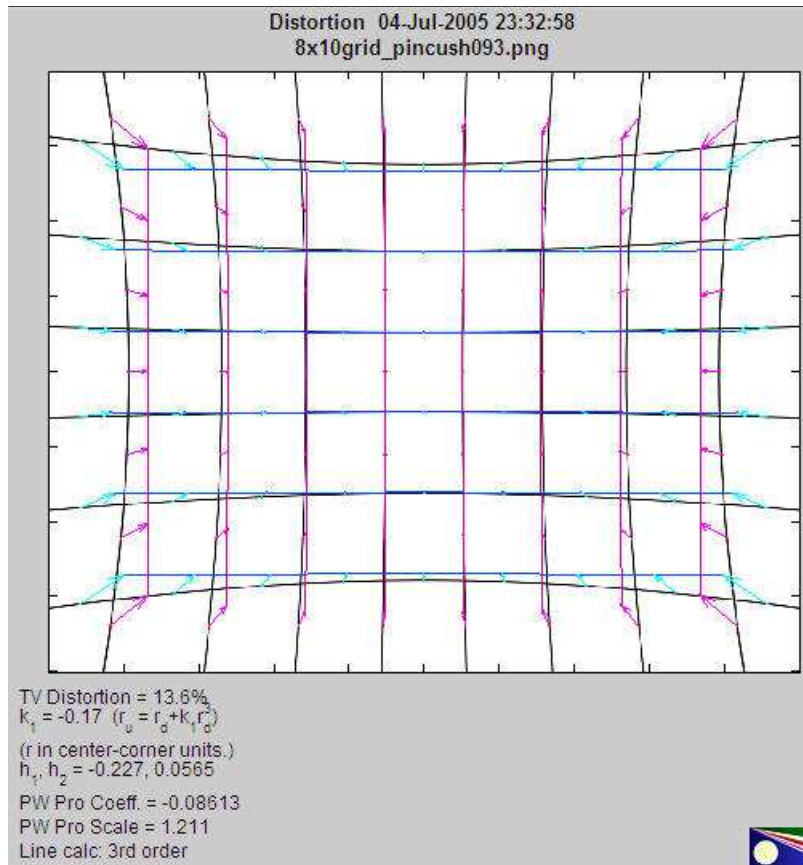 Distortion 04-Jul-2005 23:32:58
8x10grid_pincush093.png
TV Distortion = 13.6%
k₁ = -0.17 (rᵤ = r_d+k₁r_d³)
(r in center-corner units.)
h₁, h₂ = -0.227, 0.0565
PW Pro Coeff. = -0.08613
PW Pro Scale = 1.211
Line calc: 3rd order